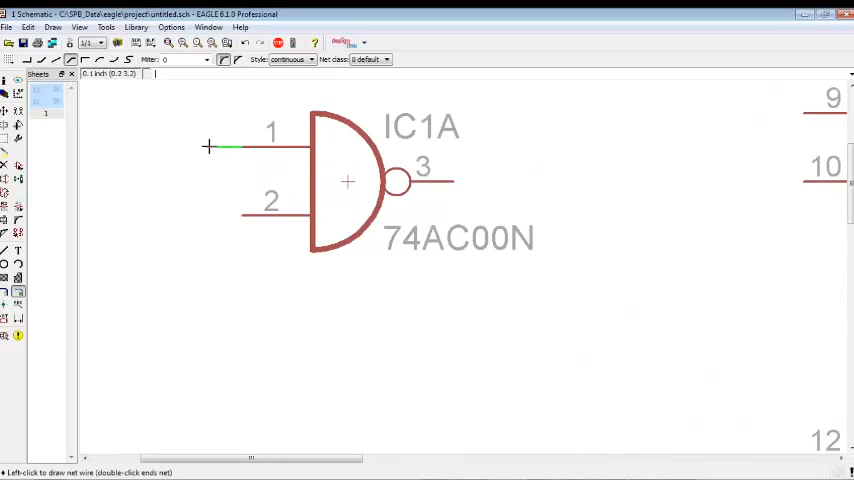 1 Schematic - C:\SPB_Data\eagle\project\untitled.sch - EAGLE 6.1.0 Professional
File Edit Draw View Tools Library Options Window Help
1/1
Miter: 0 Style: continuous Net class: 0 default
Sheets 0.1 inch (0.2 3.2)
1
1
2
3
IC1A
74AC00N
9
10
12
Left-click to draw net wire (double-click ends net)